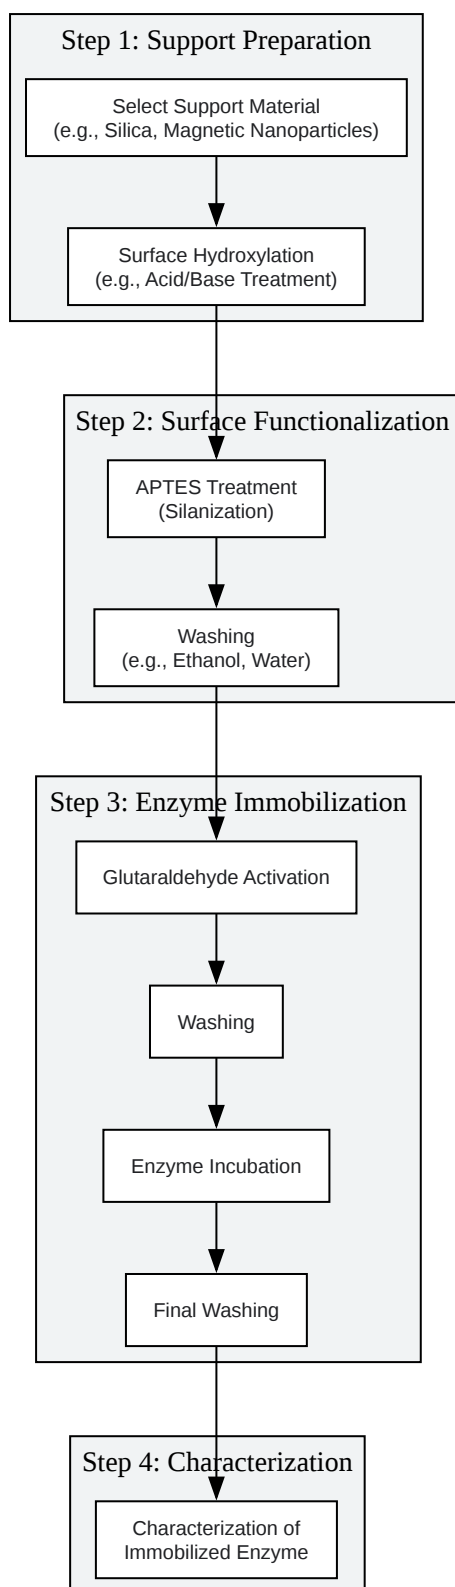 Step 1: Support Preparation
Select Support Material
(e.g., Silica, Magnetic Nanoparticles)
Surface Hydroxylation
(e.g., Acid/Base Treatment)
Step 2: Surface Functionalization
APTES Treatment
(Silanization)
Washing
(e.g., Ethanol, Water)
Step 3: Enzyme Immobilization
Glutaraldehyde Activation
Washing
Enzyme Incubation
Final Washing
Step 4: Characterization
Characterization of
Immobilized Enzyme